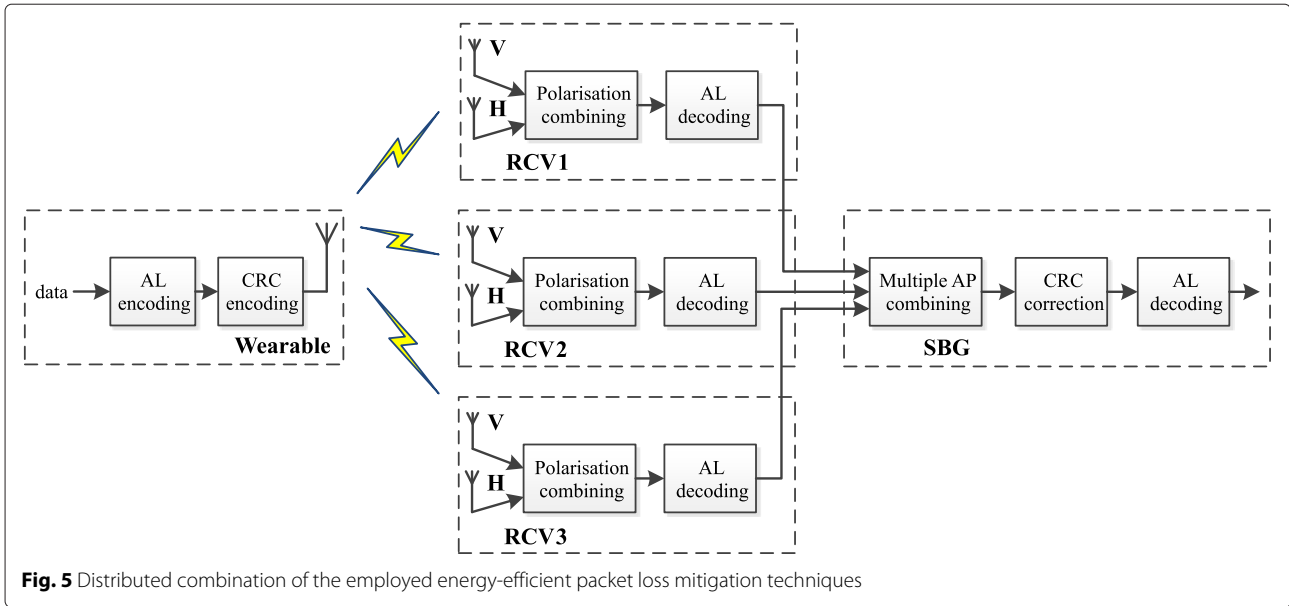 V
H
Polarisation
combining
AL
decoding
RCV1
data
AL
encoding
CRC
encoding
Wearable
V
H
Polarisation
combining
AL
decoding
RCV2
Multiple AP
combining
CRC
correction
AL
decoding
SBG
V
H
Polarisation
combining
AL
decoding
RCV3
Fig. 5 Distributed combination of the employed energy-efficient packet loss mitigation techniques